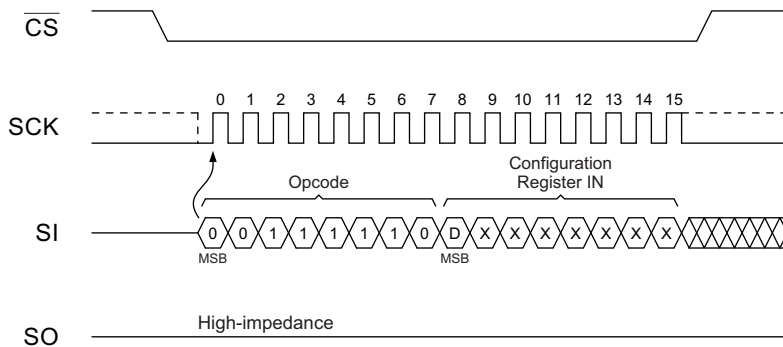 CS
0 1 2 3 4 5 6 7 8 9 10 11 12 13 14 15
SCK
Opcode
Configuration
Register IN
SI
0 0 1 1 1 1 1 0 D X X X X X X X
MSB MSB
High-impedance
SO